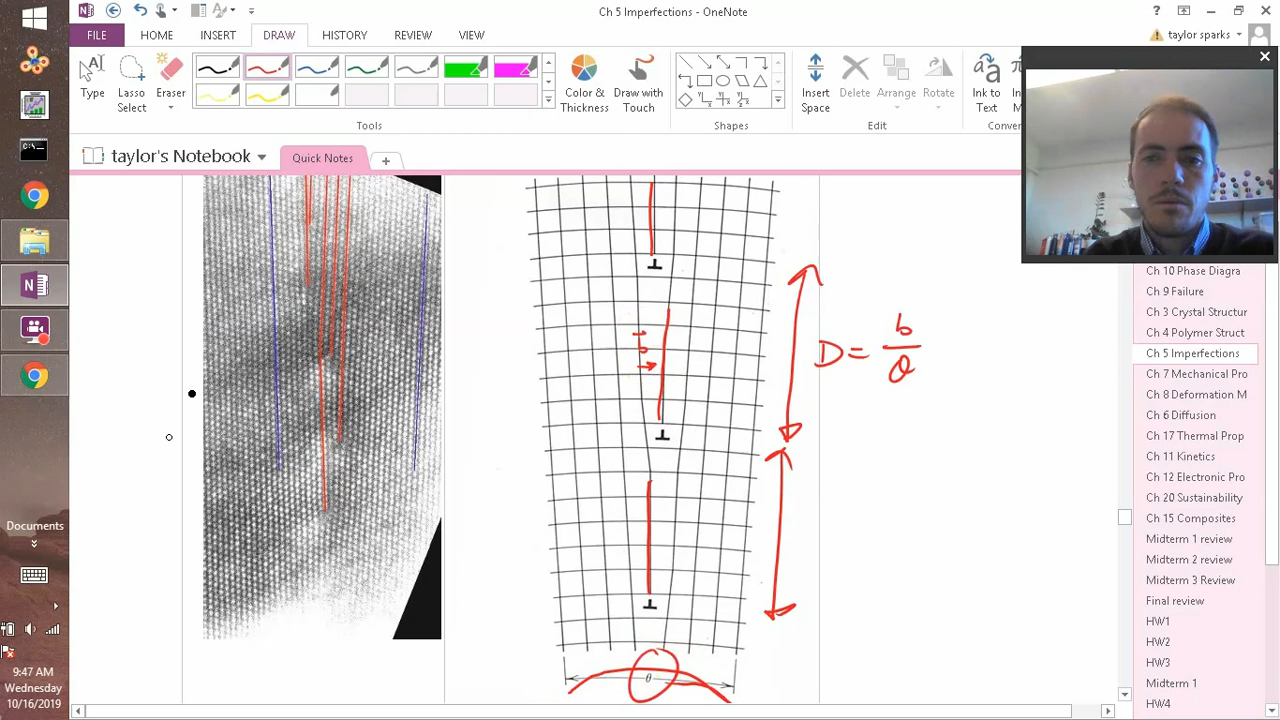 Ch 5 Imperfections - OneNote
FILE
HOME
INSERT
DRAW
HISTORY
REVIEW
VIEW
taylor sparks
Type
Lasso
Select
Eraser
Color &
Thickness
Draw with
Touch
Insert
Space
Delete
Arrange
Rotate
Ink to
Text
In
M
Tools
Shapes
Edit
Conver
taylor's Notebook
Quick Notes
b
D = b/θ
θ
Ch 10 Phase Diagra
Ch 9 Failure
Ch 3 Crystal Structur
Ch 4 Polymer Struct
Ch 5 Imperfections
Ch 7 Mechanical Pro
Ch 8 Deformation M
Ch 6 Diffusion
Ch 17 Thermal Prop
Ch 11 Kinetics
Ch 12 Electronic Pro
Ch 20 Sustainability
Ch 15 Composites
Midterm 1 review
Midterm 2 review
Midterm 3 Review
Final review
HW1
HW2
HW3
Midterm 1
HW4
Documents
9:47 AM
Wednesday
10/16/2019